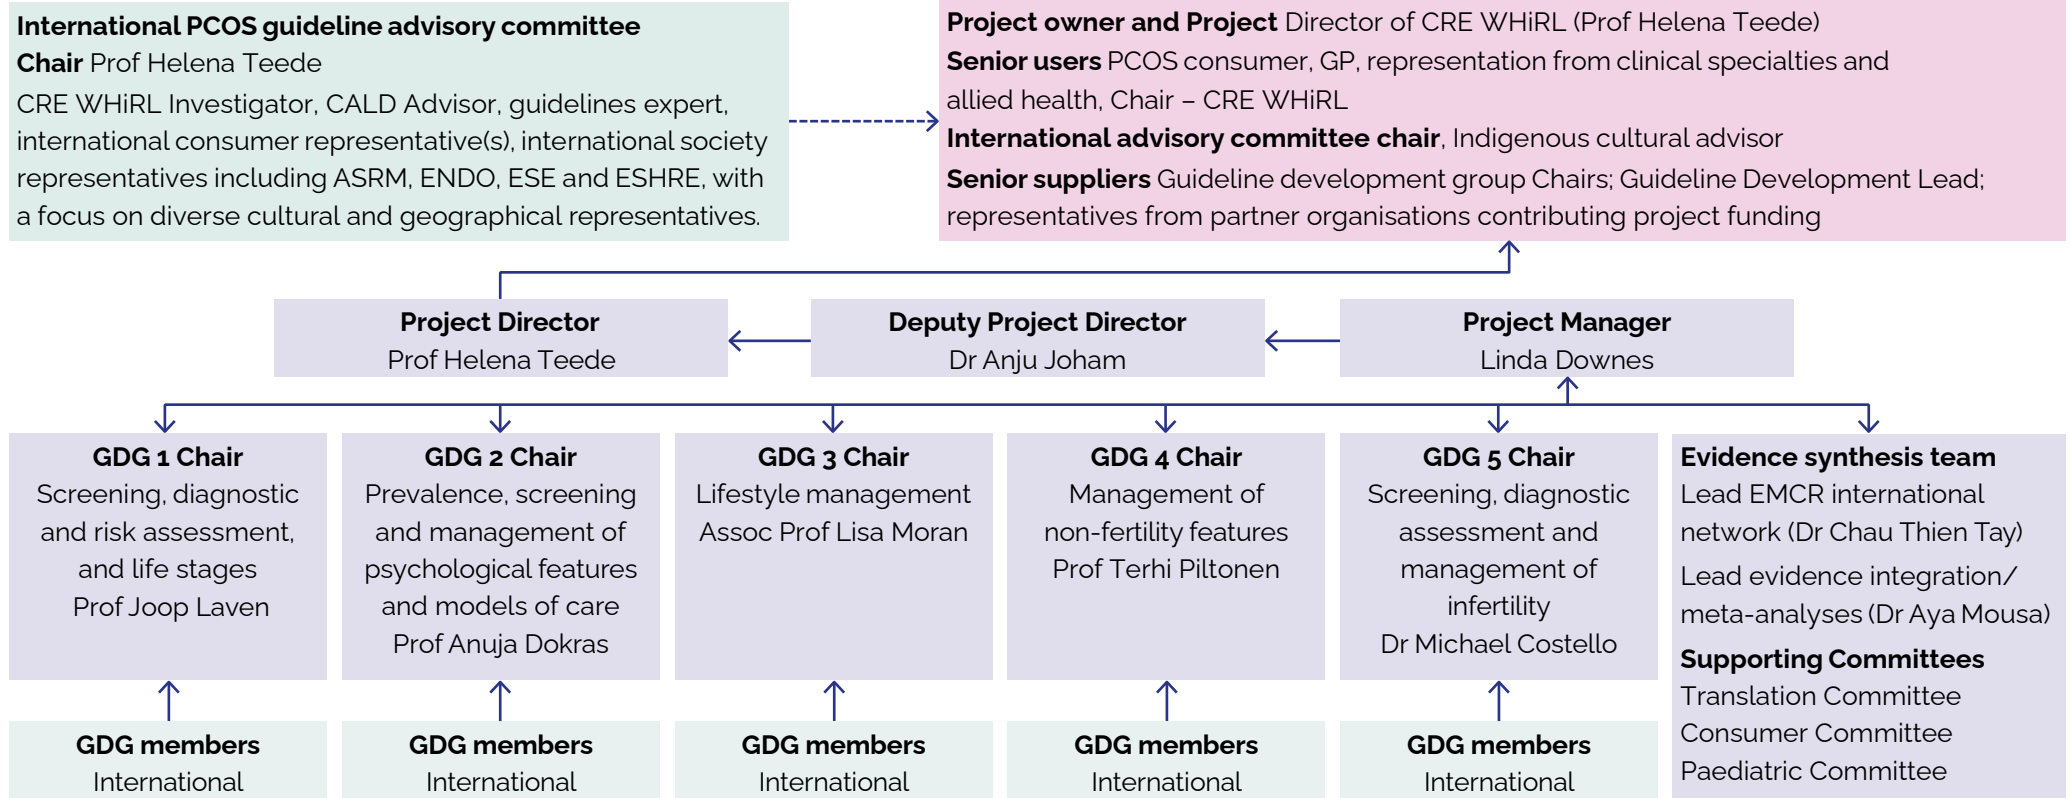 International PCOS guideline advisory committee
Chair Prof Helena Teede
CRE WHiRL Investigator, CALD Advisor, guidelines expert,
international consumer representative(s), international society
representatives including ASRM, ENDO, ESE and ESHRE, with
a focus on diverse cultural and geographical representatives.
Project owner and Project Director of CRE WHiRL (Prof Helena Teede)
Senior users PCOS consumer, GP, representation from clinical specialties and
allied health, Chair – CRE WHiRL
International advisory committee chair, Indigenous cultural advisor
Senior suppliers Guideline development group Chairs; Guideline Development Lead;
representatives from partner organisations contributing project funding
Project Director
Prof Helena Teede
Deputy Project Director
Dr Anju Joham
Project Manager
Linda Downes
GDG 1 Chair
Screening, diagnostic
and risk assessment,
and life stages
Prof Joop Laven
GDG 2 Chair
Prevalence, screening
and management of
psychological features
and models of care
Prof Anuja Dokras
GDG 3 Chair
Lifestyle management
Assoc Prof Lisa Moran
GDG 4 Chair
Management of
non-fertility features
Prof Terhi Piltonen
GDG 5 Chair
Screening, diagnostic
assessment and
management of
infertility
Dr Michael Costello
Evidence synthesis team
Lead EMCR international
network (Dr Chau Thien Tay)
Lead evidence integration/
meta-analyses (Dr Aya Mousa)
Supporting Committees
Translation Committee
Consumer Committee
Paediatric Committee
GDG members
International
GDG members
International
GDG members
International
GDG members
International
GDG members
International